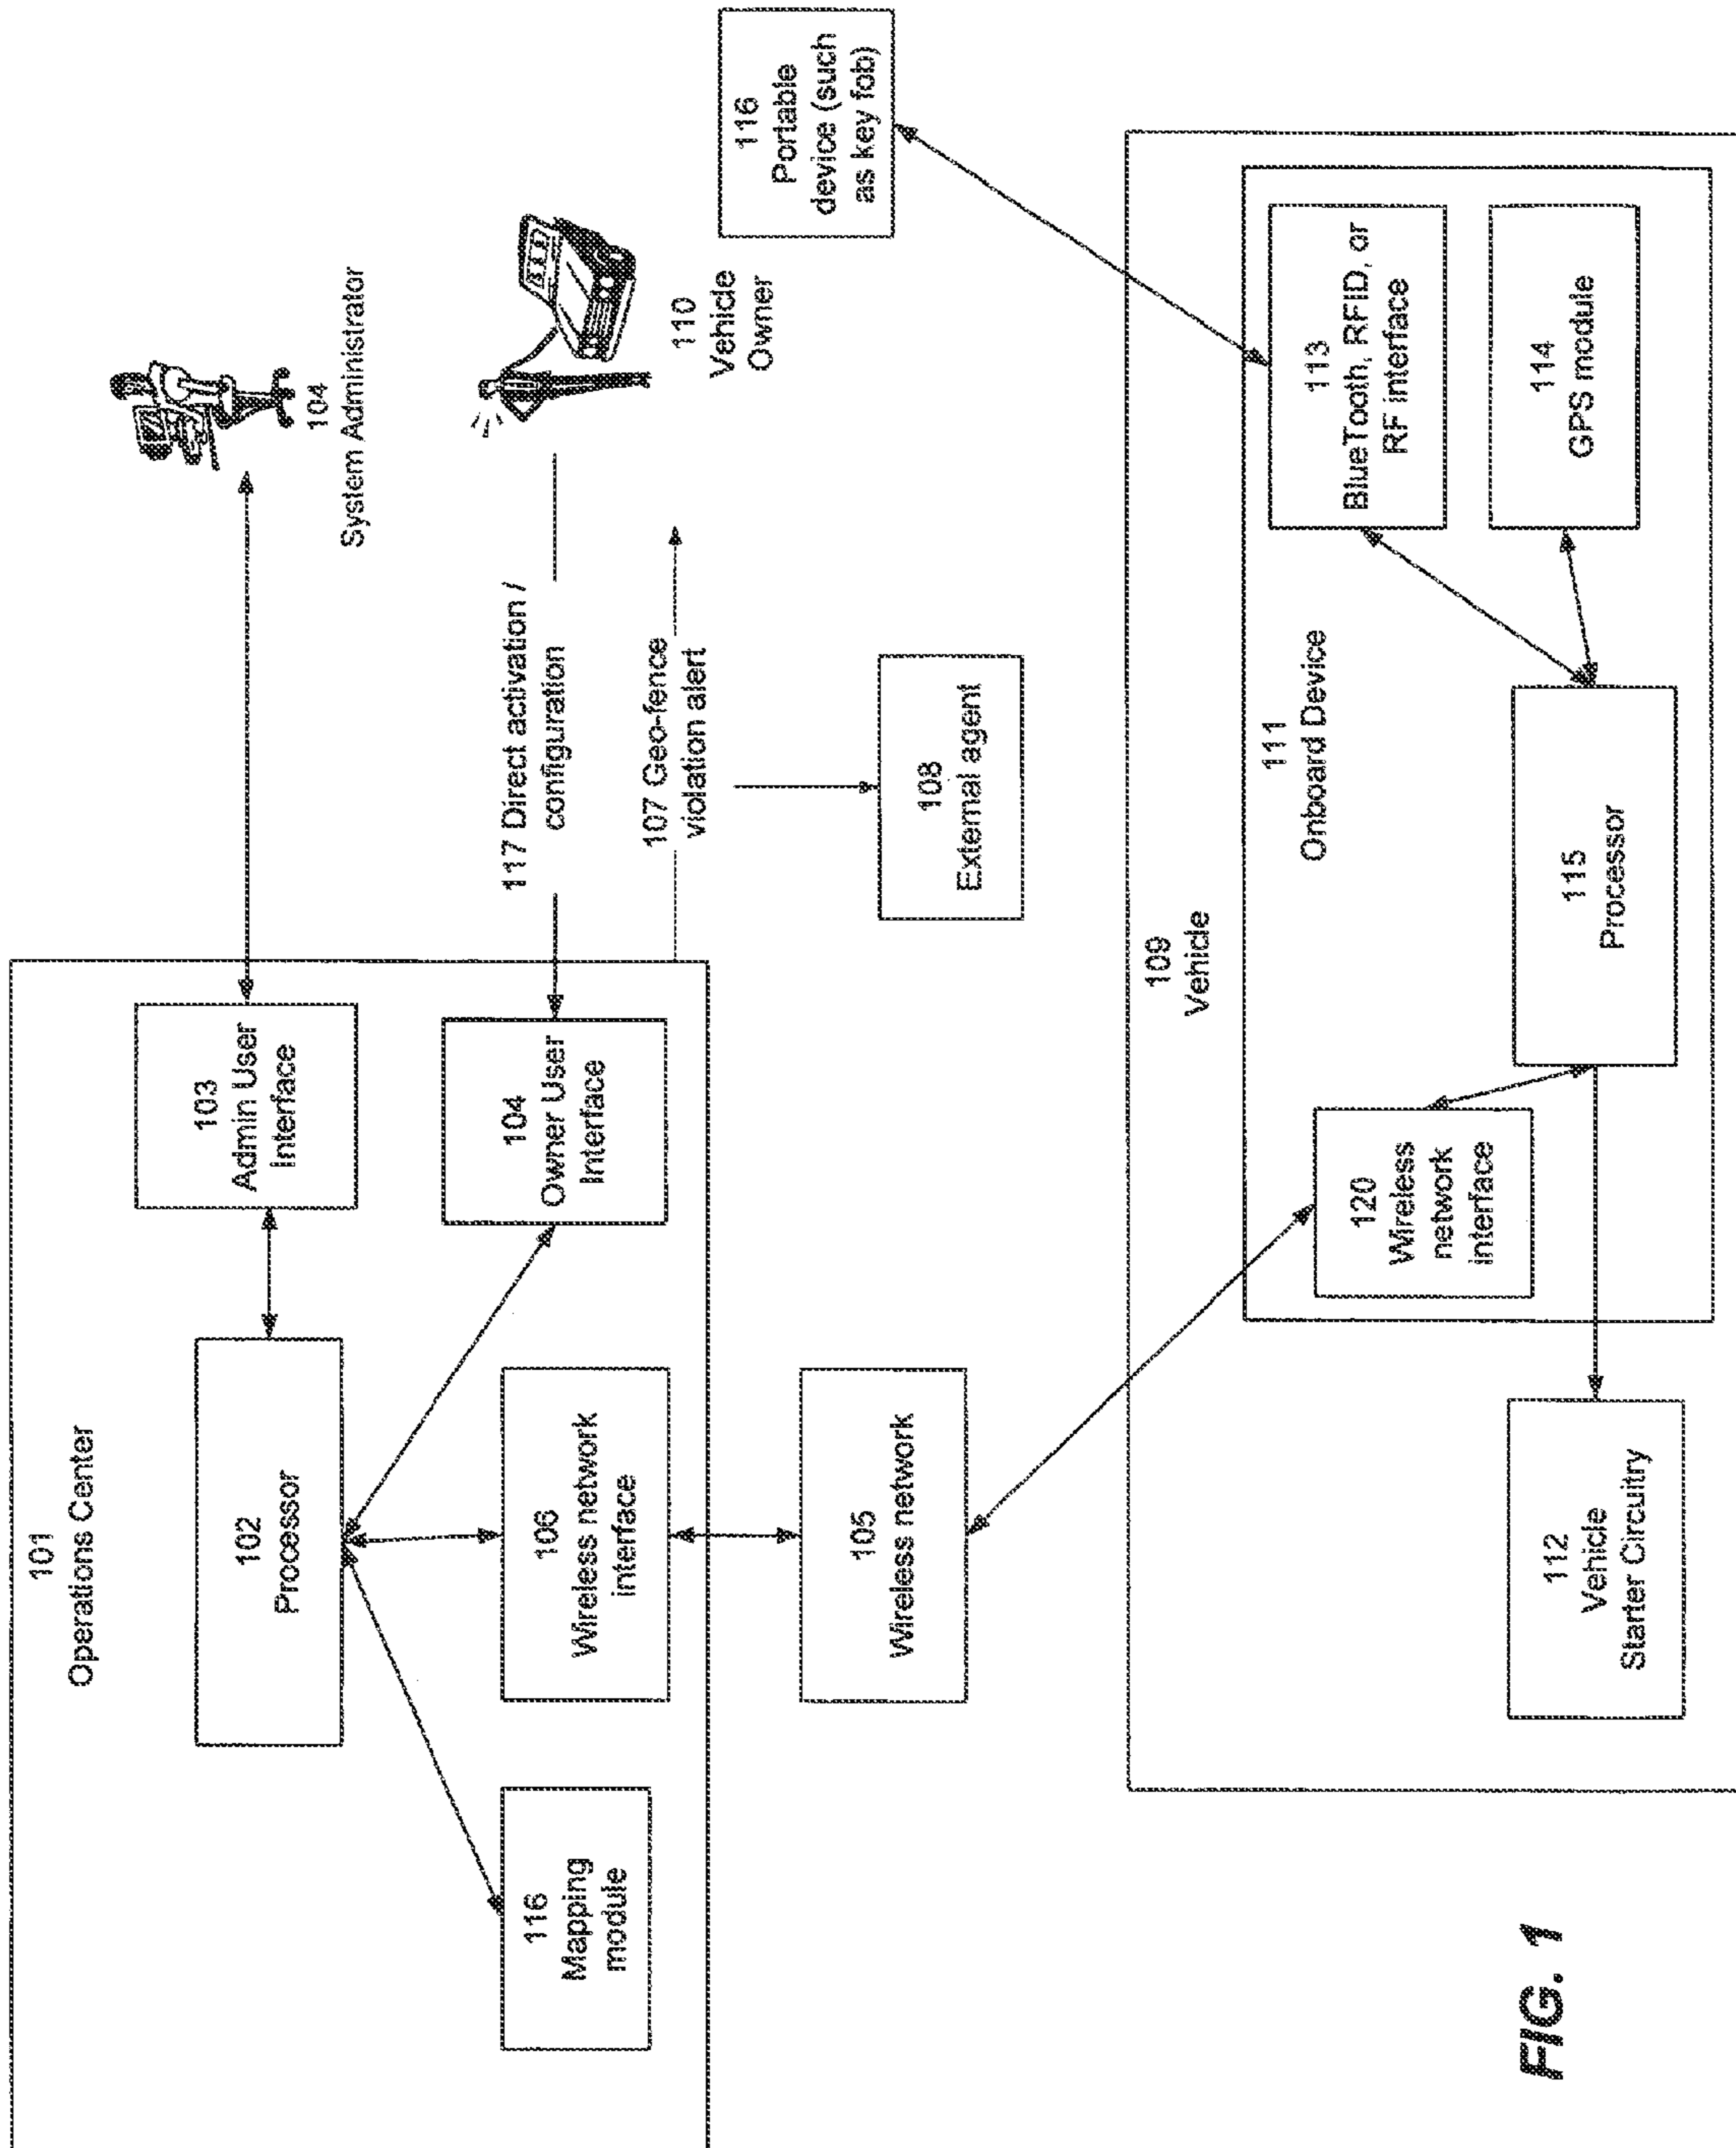 101
Operations Center
102
Processor
103
Admin User
Interface
104
System Administrator
116
Mapping
module
106
Wireless network
interface
104
Owner User
Interface
117 Direct activation /
configuration
110
Vehicle
Owner
107 Geo-fence
violation alert
105
Wireless network
108
External agent
116
Portable
device (such
as key fob)
109
Vehicle
111
Onboard Device
120
Wireless
network
interface
113
BlueTooth, RFID, or
RF interface
114
GPS module
115
Processor
112
Vehicle
Starter Circuitry
FIG. 1